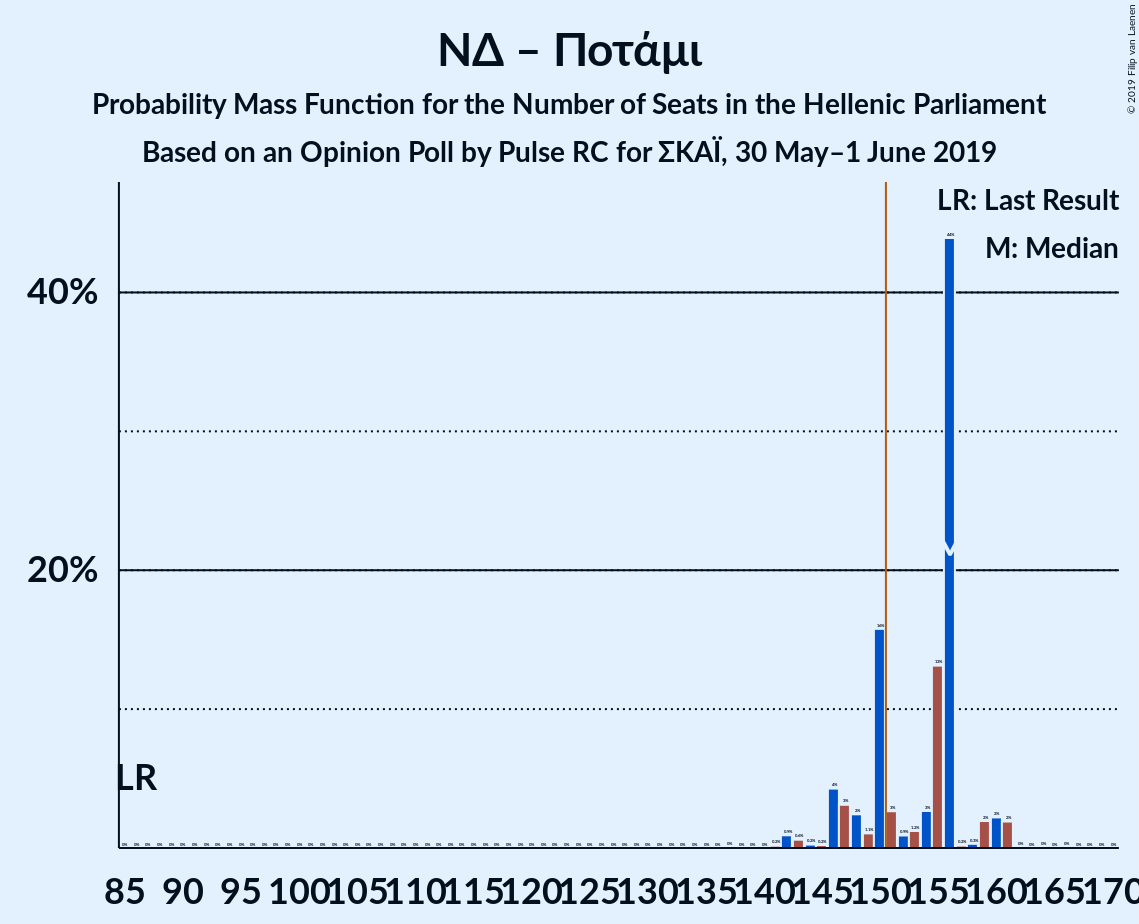 © 2019 Filip van Laenen
ΝΔ – Ποτάμι
Probability Mass Function for the Number of Seats in the Hellenic Parliament
Based on an Opinion Poll by Pulse RC for ΣΚΑΪ, 30 May–1 June 2019
LR: Last Result
M: Median
40%
20%
LR
85 90 95 100 105 110 115 120 125 130 135 140 145 150 155 160 165 170